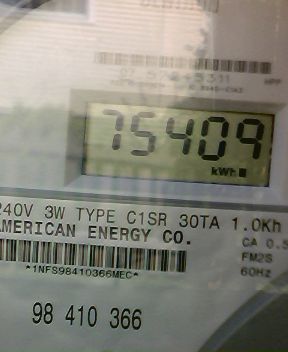 75409
kWh
240V 3W TYPE C1SR 30TA 1.0Kh
AMERICAN ENERGY CO.
CA 0.5
FM2S
60Hz
*1NFS98410366MEC*
98 410 366